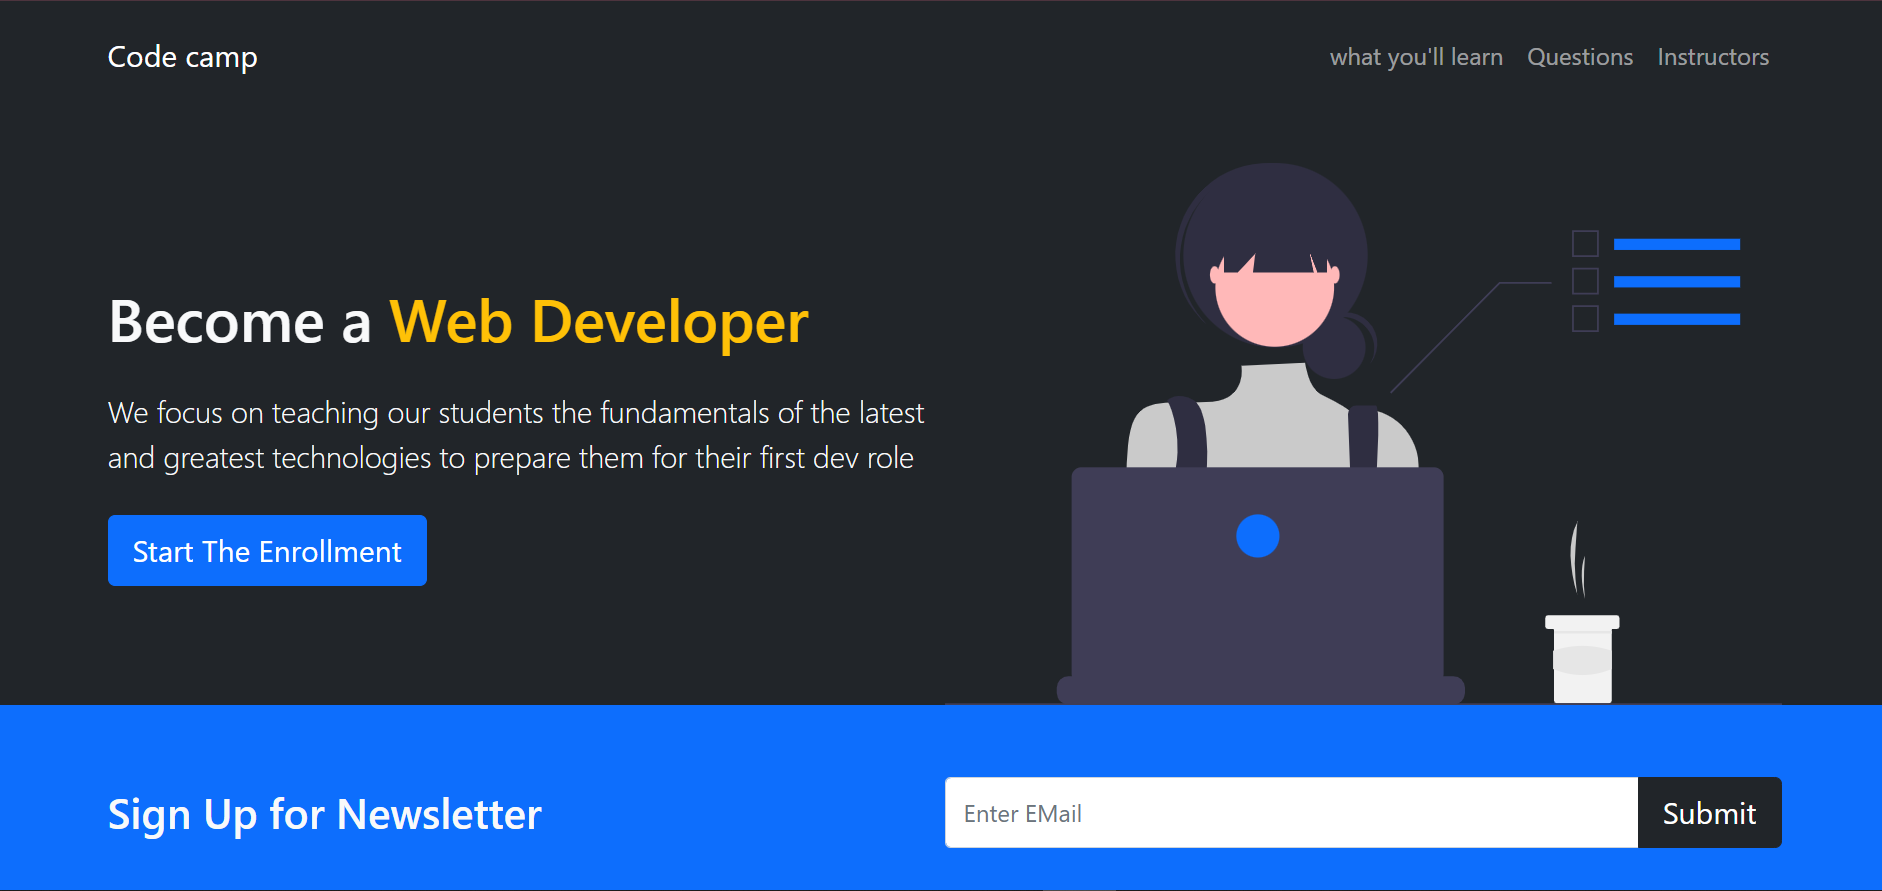 Code camp
what you'll learn Questions Instructors
Become a Web Developer
We focus on teaching our students the fundamentals of the latest
and greatest technologies to prepare them for their first dev role
Start The Enrollment
Sign Up for Newsletter
Enter EMail
Submit